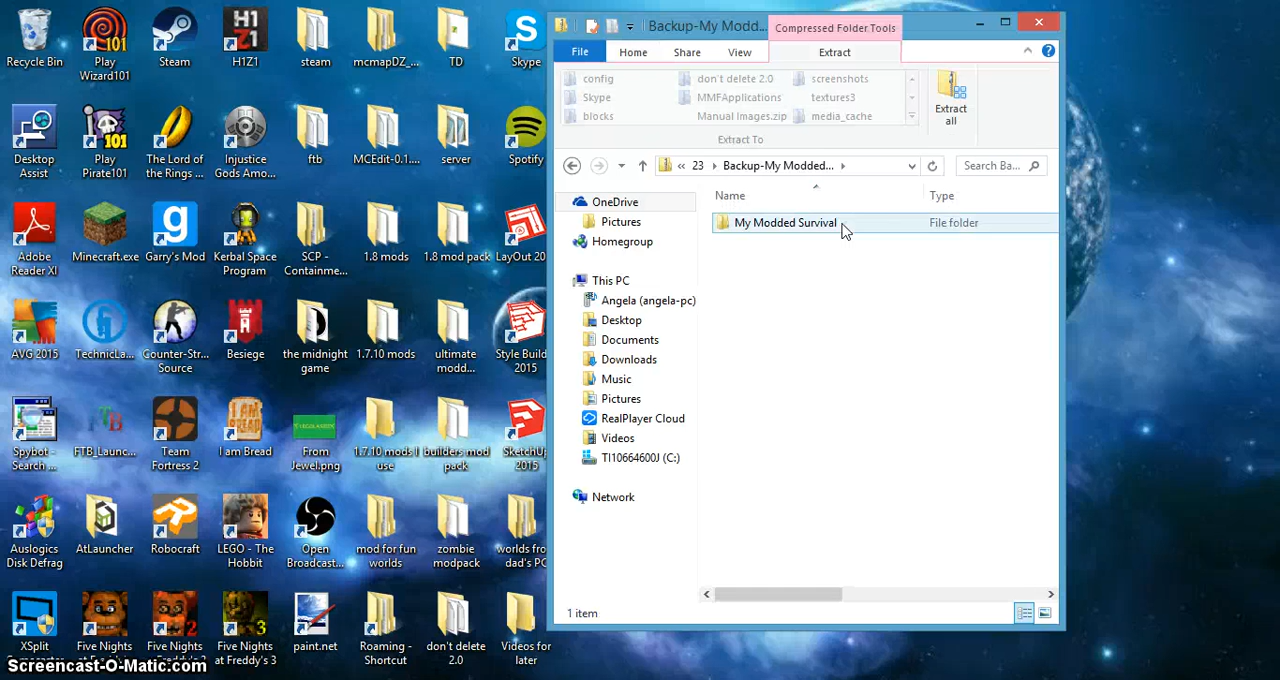 Recycle Bin
Play Wizard101
Steam
H1Z1
steam
mcmapDZ_...
TD
Skype
Desktop Assist
Play Pirate101
The Lord of the Rings ...
Injustice Gods Amo...
ftb
MCEdit-0.1....
server
Spotify
Adobe Reader XI
Minecraft.exe
Garry's Mod
Kerbal Space Program
SCP - Containme...
1.8 mods
1.8 mod pack
LayOut 20
AVG 2015
TechnicLa...
Counter-Str... Source
Besiege
the midnight game
1.7.10 mods
ultimate modd...
Style Build 2015
Spybot - Search ...
FTB_Launc...
Team Fortress 2
I am Bread
From Jewel.png
1.7.10 mods I use
builders mod pack
SketchUp 2015
Auslogics Disk Defrag
AtLauncher
Robocraft
LEGO - The Hobbit
Open Broadcast...
mod for fun worlds
zombie modpack
worlds fro dad's PC
XSplit
Five Nights at Freddy's
Five Nights
Five Nights at Freddy's 3
paint.net
Roaming - Shortcut
don't delete 2.0
Videos for later
Screencast-O-Matic.com
Backup-My Modd...
Compressed Folder Tools
File
Home
Share
View
Extract
config
don't delete 2.0
screenshots
Skype
MMFApplications
textures3
blocks
Manual Images.zip
media_cache
Extract all
Extract To
23
Backup-My Modded...
Search Ba...
Name
Type
My Modded Survival
File folder
OneDrive
Pictures
Homegroup
This PC
Angela (angela-pc)
Desktop
Documents
Downloads
Music
Pictures
RealPlayer Cloud
Videos
TI10664600J (C:)
Network
1 item